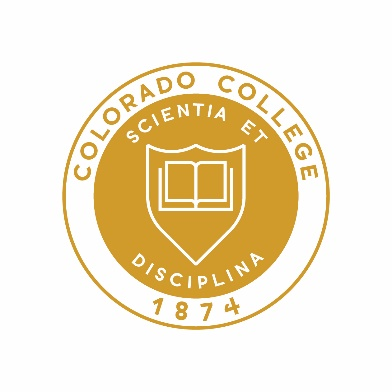 COLORADO COLLEGE
SCIENTIA ET
DISCIPLINA
1874